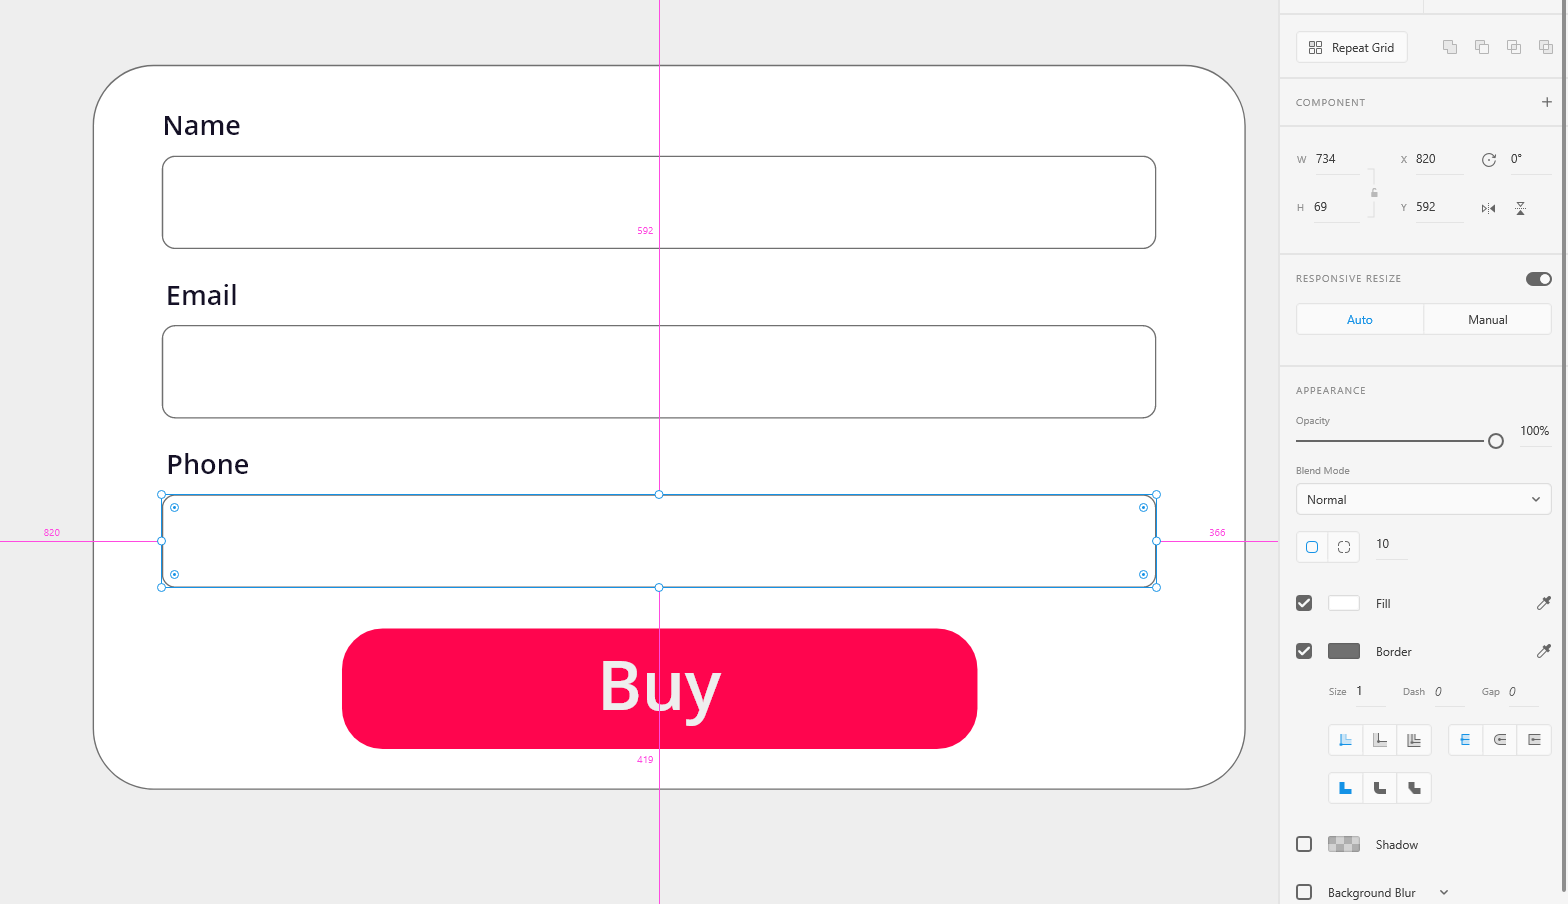 Repeat Grid
COMPONENT
+
W 734
X 820
0°
H 69
Y 592
RESPONSIVE RESIZE
Auto
Manual
APPEARANCE
Opacity
100%
Blend Mode
Normal
10
Fill
Border
Size 1
Dash 0
Gap 0
Shadow
Background Blur
Name
592
Email
Phone
820
366
Buy
419